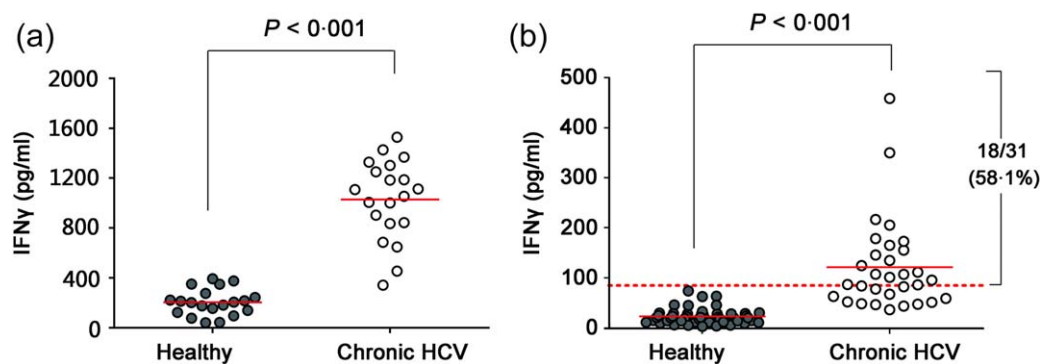 (a)
P < 0·001
IFNγ (pg/ml)
2000
1600
1200
800
400
0
Healthy
Chronic HCV
(b)
P < 0·001
IFNγ (pg/ml)
500
400
300
200
100
0
Healthy
Chronic HCV
18/31
(58·1%)